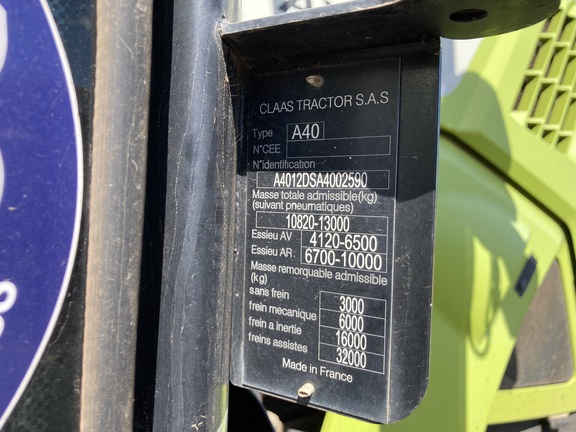 CLAAS TRACTOR S.A.S
Type A40
N°CEE
N°identification
A4012DSA4002590
Masse totale admissible(kg)
(suivant pneumatiques)
10820-13000
Essieu AV 4120-6500
Essieu AR 6700-10000
Masse remorquable admissible
(kg)
sans frein 3000
frein mecanique 6000
frein a inertie 16000
freins assistes 32000
Made in France